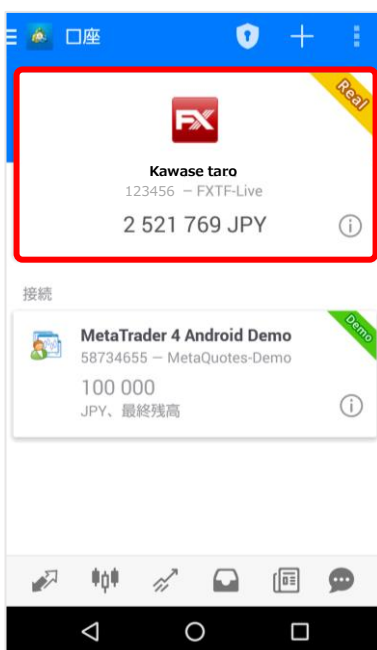 口座
Real
FX
Kawase taro
123456 – FXTF-Live
2 521 769 JPY
接続
Demo
MetaTrader 4 Android Demo
58734655 – MetaQuotes-Demo
100 000
JPY、最終残高